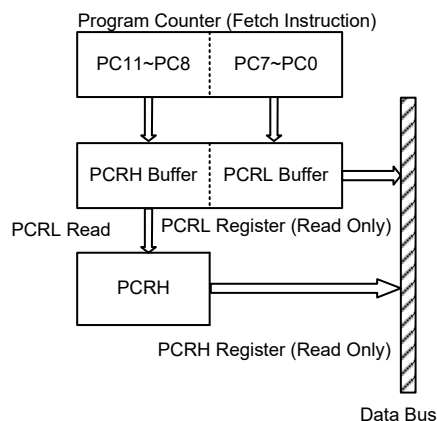 Program Counter (Fetch Instruction)
PC11~PC8 PC7~PC0
PCRH Buffer PCRL Buffer
PCRL Read PCRL Register (Read Only)
PCRH
PCRH Register (Read Only)
Data Bus